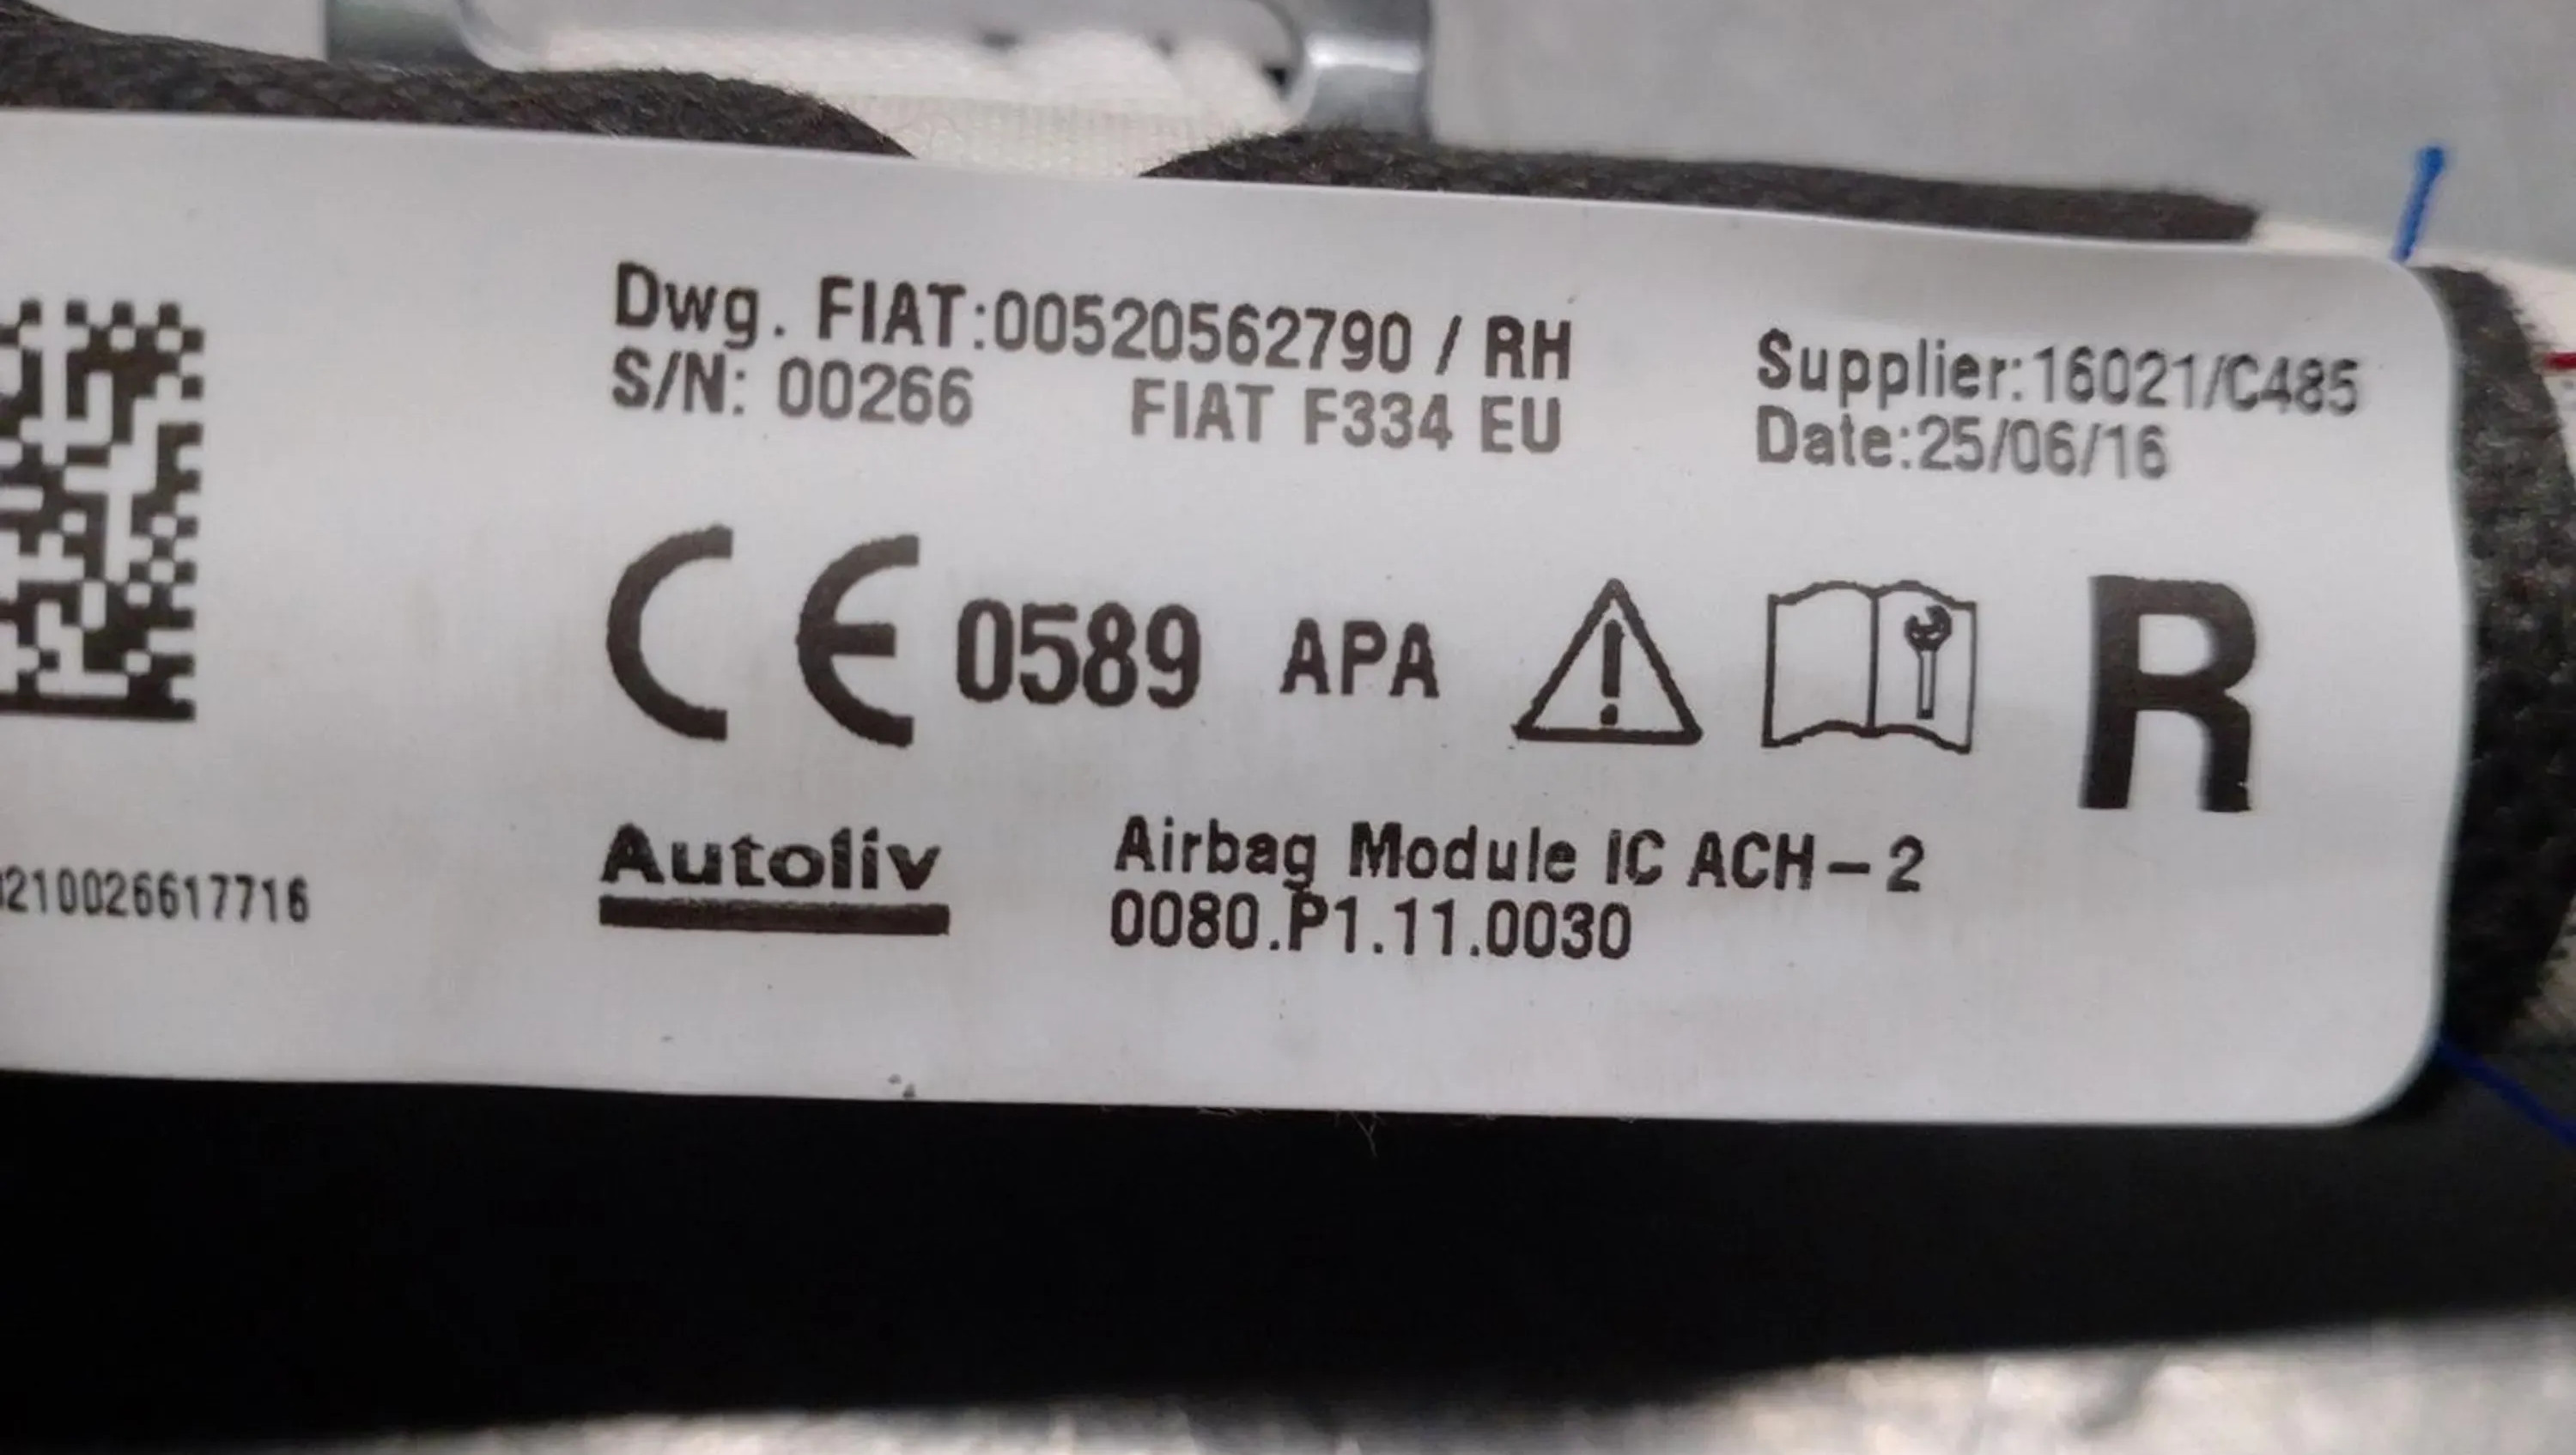 Dwg. FIAT:00520562790 / RH
S/N: 00266 FIAT F334 EU
Supplier:16021/C485
Date:25/06/16
CE 0589 APA
R
Autoliv
Airbag Module IC ACH-2
0080.P1.11.0030
210026617716